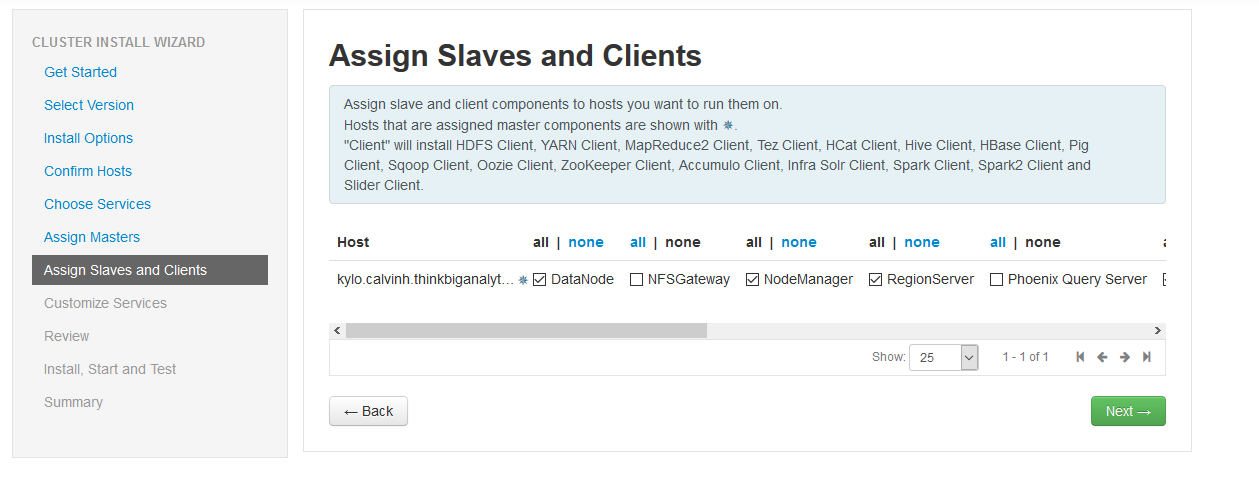 CLUSTER INSTALL WIZARD
Get Started
Select Version
Install Options
Confirm Hosts
Choose Services
Assign Masters
Assign Slaves and Clients
Customize Services
Review
Install, Start and Test
Summary
Assign Slaves and Clients
Assign slave and client components to hosts you want to run them on.
Hosts that are assigned master components are shown with ✵.
"Client" will install HDFS Client, YARN Client, MapReduce2 Client, Tez Client, HCat Client, Hive Client, HBase Client, Pig
Client, Sqoop Client, Oozie Client, ZooKeeper Client, Accumulo Client, Infra Solr Client, Spark Client, Spark2 Client and
Slider Client.
Host all | none all | none all | none all | none all | none
kylo.calvinh.thinkbiganalyt... ✵ DataNode NFSGateway NodeManager RegionServer Phoenix Query Server
Show: 25 1 - 1 of 1
← Back Next →